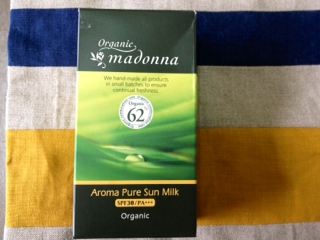 Organic
madonna
We hand-made all products
in small batches to ensure
continual freshness.
Organic
62
Aroma Pure Sun Milk
SPF30/PA+++
Organic